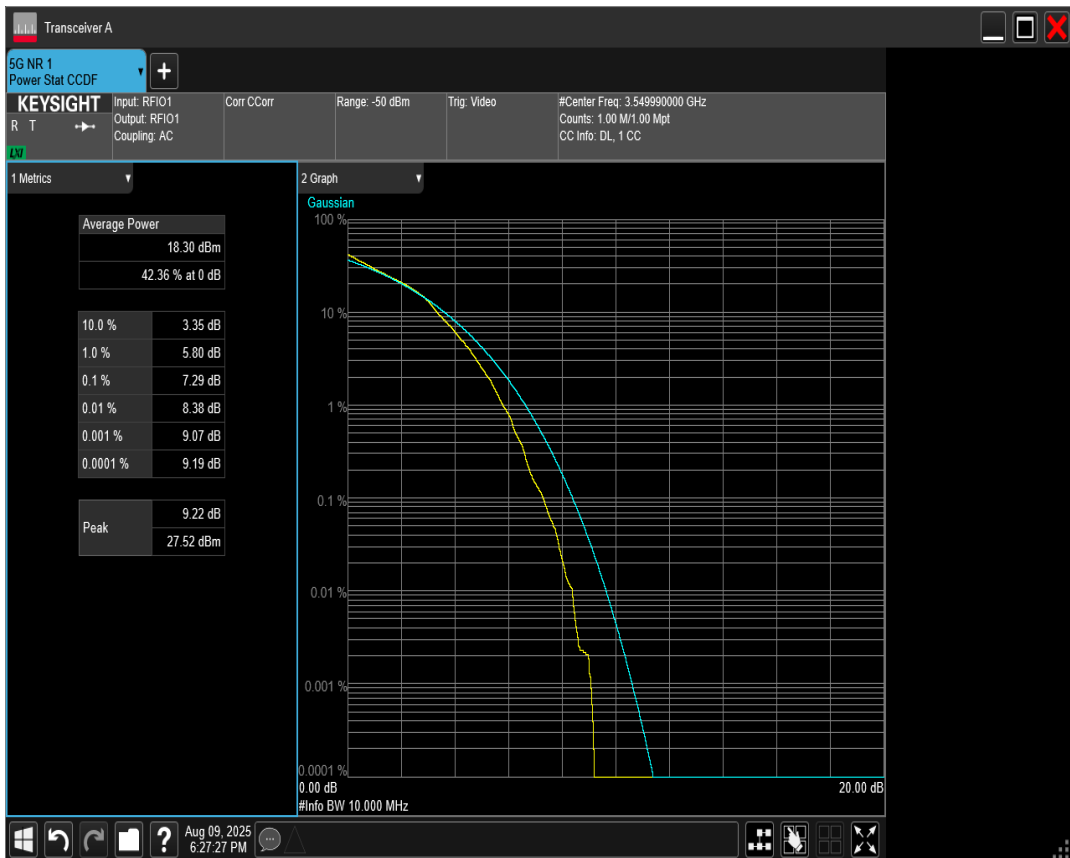 Transceiver A
5G NR 1
Power Stat CCDF
KEYSIGHT
R T
LXI
Input: RFIO1
Output: RFIO1
Coupling: AC
Corr CCorr
Range: -50 dBm
Trig: Video
#Center Freq: 3.549990000 GHz
Counts: 1.00 M/1.00 Mpt
CC Info: DL, 1 CC
1 Metrics
Average Power
18.30 dBm
42.36 % at 0 dB
10.0 % 3.35 dB
1.0 % 5.80 dB
0.1 % 7.29 dB
0.01 % 8.38 dB
0.001 % 9.07 dB
0.0001 % 9.19 dB
Peak
9.22 dB
27.52 dBm
2 Graph
Gaussian
100 %
10 %
1 %
0.1 %
0.01 %
0.001 %
0.0001 %
0.00 dB 20.00 dB
#Info BW 10.000 MHz
Aug 09, 2025
6:27:27 PM